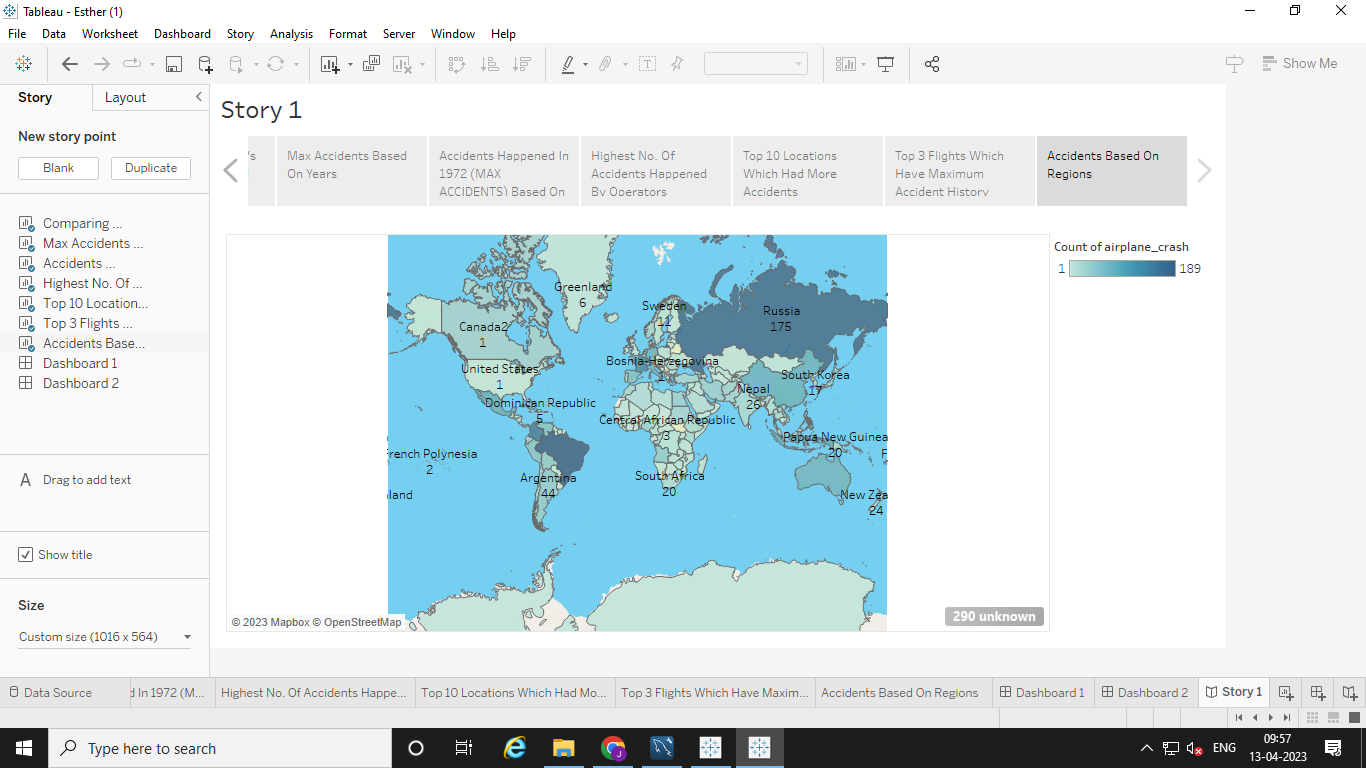 Tableau - Esther (1)
File Data Worksheet Dashboard Story Analysis Format Server Window Help
Show Me
Story Layout
New story point
Blank Duplicate
Comparing ...
Max Accidents ...
Accidents ...
Highest No. Of ...
Top 10 Location...
Top 3 Flights ...
Accidents Base...
Dashboard 1
Dashboard 2
A Drag to add text
Show title
Size
Custom size (1016 x 564)
Story 1
's
Max Accidents Based
On Years
Accidents Happened In
1972 (MAX
ACCIDENTS) Based On
Highest No. Of
Accidents Happened
By Operators
Top 10 Locations
Which Had More
Accidents
Top 3 Flights Which
Have Maximum
Accident History
Accidents Based On
Regions
Count of airplane_crash
1 189
Greenland
6
Sweden
11
Russia
175
Canada2
1
Bosnia-Herzegovina
1
United States
1
South Korea
17
Nepal
26
Dominican Republic
5
Central African Republic
3
Papua New Guinea
20
French Polynesia
2
F
Argentina
44
South Africa
20
land
New Zea
24
© 2023 Mapbox © OpenStreetMap
290 unknown
Data Source
d In 1972 (M...
Highest No. Of Accidents Happe...
Top 10 Locations Which Had Mo...
Top 3 Flights Which Have Maxim...
Accidents Based On Regions
Dashboard 1
Dashboard 2
Story 1
Type here to search
J
ENG
09:57
13-04-2023